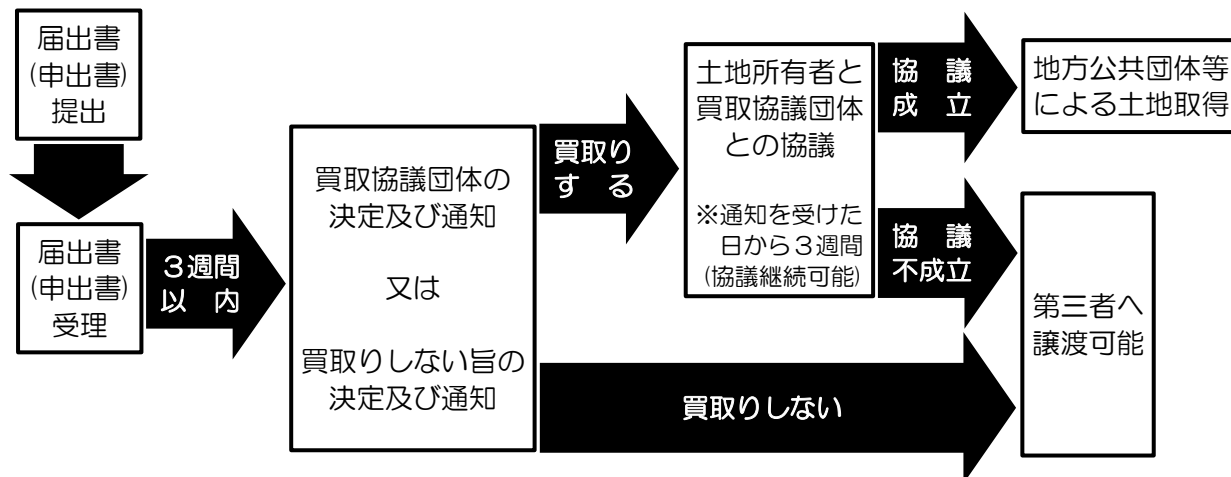 届出書
(申出書)
提出
届出書
(申出書)
受理
３週間
以　内
買取協議団体の
決定及び通知
又は
買取りしない旨の
決定及び通知
買取り
す　る
土地所有者と
買取協議団体
との協議
※通知を受けた
日から３週間
(協議継続可能)
協　議
成　立
地方公共団体等
による土地取得
協　議
不成立
買取りしない
第三者へ
譲渡可能